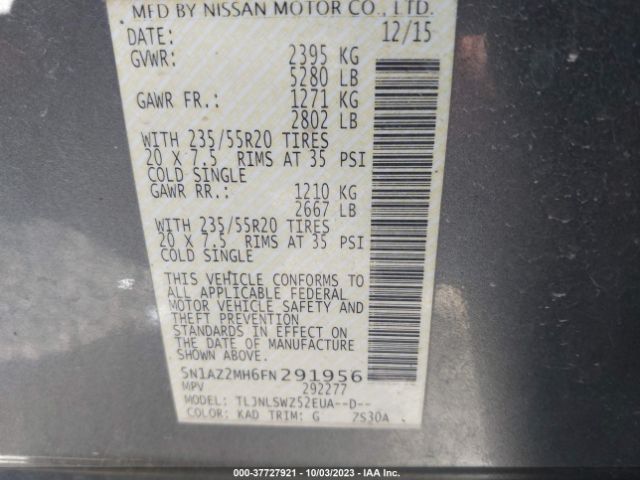 MFD BY NISSAN MOTOR CO., LTD.
DATE: 12/15
GVWR: 2395 KG
5280 LB
GAWR FR.: 1271 KG
2802 LB
WITH 235/55R20 TIRES
20 X 7.5 RIMS AT 35 PSI
COLD SINGLE
GAWR RR.: 1210 KG
2667 LB
WITH 235/55R20 TIRES
20 X 7.5 RIMS AT 35 PSI
COLD SINGLE
THIS VEHICLE CONFORMS TO
ALL APPLICABLE FEDERAL
MOTOR VEHICLE SAFETY AND
THEFT PREVENTION
STANDARDS IN EFFECT ON
THE DATE OF MANUFACTURE
SHOWN ABOVE.
5N1AZ2MH6FN291956
MPV 292277
MODEL: TLJNLSWZ52EUA--D--
COLOR: KAD TRIM: G ZS30A
000-37727921 - 10/03/2023 - IAA Inc.